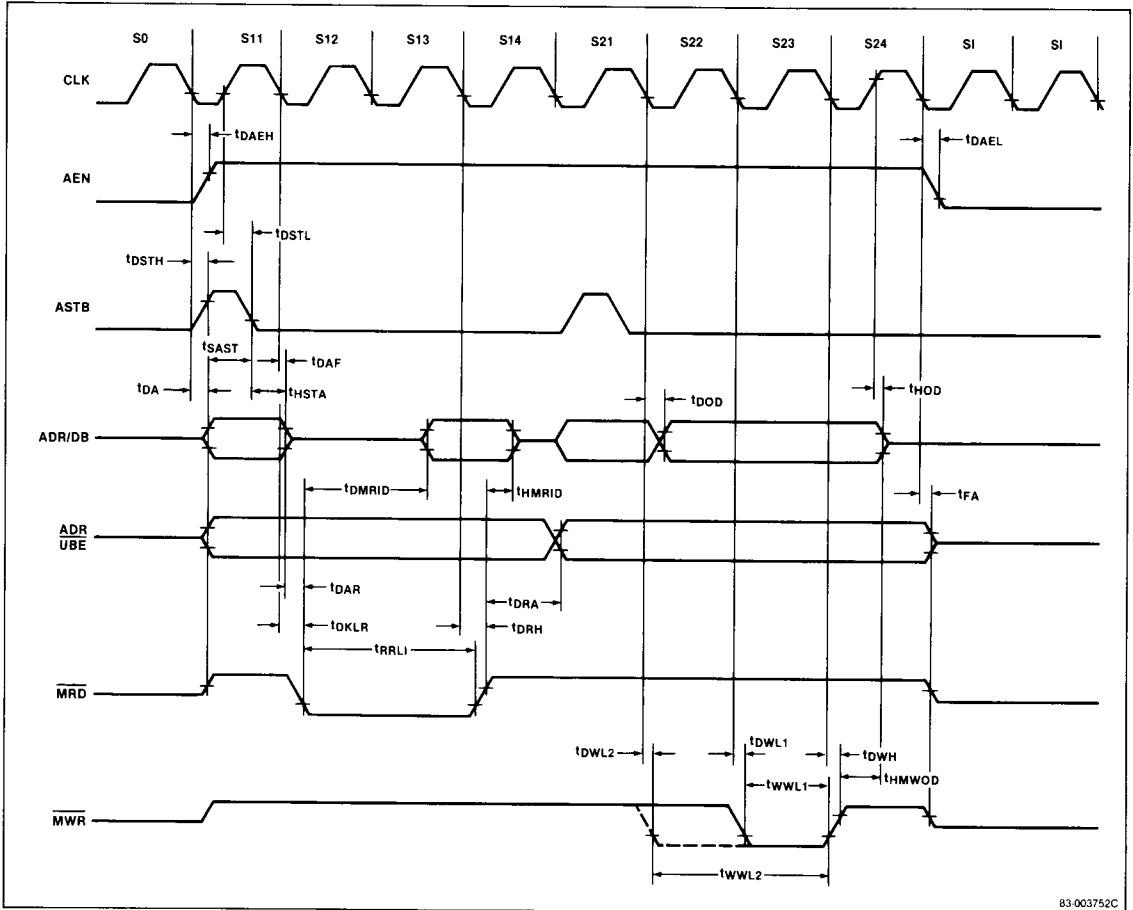 S0 S11 S12 S13 S14 S21 S22 S23 S24 SI SI
CLK
tDAEH
tDAEL
AEN
tDSTL
tDSTH
ASTB
tSAST
tDAF
tDA
tHSTA
tHOD
tDOD
ADR/DB
tDMRID
tHMRID
tFA
ADR
UBE
tDAR
tDRA
tDKLR
tDRH
tRRLI
MRD
tDWL2
tDWL1
tDWH
tWWL1
tHMWOD
MWR
tWWL2
83-003752C